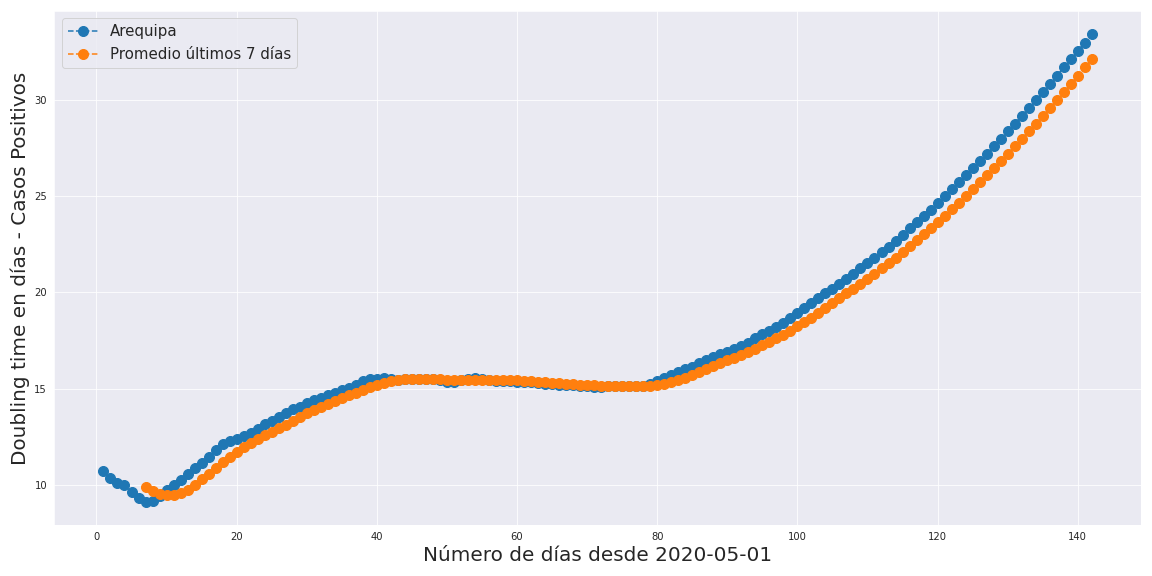 Arequipa
Promedio últimos 7 días
Doubling time en días - Casos Positivos
30
25
20
15
10
0 20 40 60 80 100 120 140
Número de días desde 2020-05-01